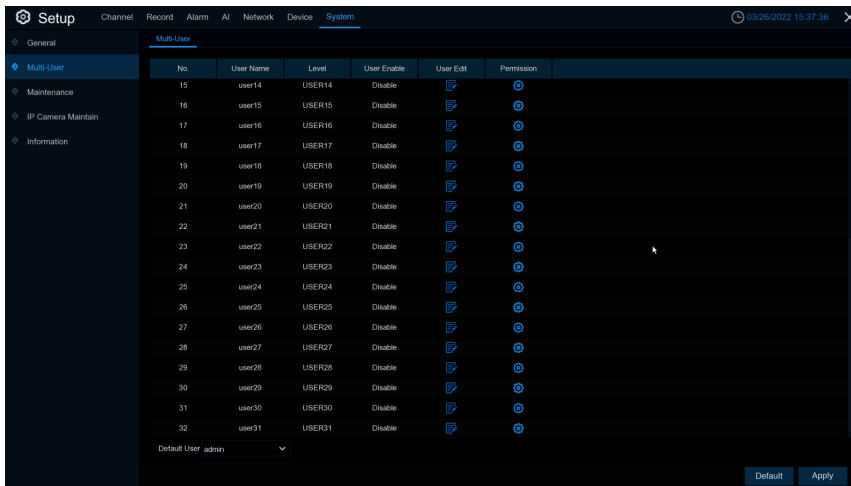 Setup Channel Record Alarm AI Network Device System 03/26/2022 15:37:36
General
Multi-User
Maintenance
IP Camera Maintain
Information
Multi-User
No. User Name Level User Enable User Edit Permission
15 user14 USER14 Disable
16 user15 USER15 Disable
17 user16 USER16 Disable
18 user17 USER17 Disable
19 user18 USER18 Disable
20 user19 USER19 Disable
21 user20 USER20 Disable
22 user21 USER21 Disable
23 user22 USER22 Disable
24 user23 USER23 Disable
25 user24 USER24 Disable
26 user25 USER25 Disable
27 user26 USER26 Disable
28 user27 USER27 Disable
29 user28 USER28 Disable
30 user29 USER29 Disable
31 user30 USER30 Disable
32 user31 USER31 Disable
Default User admin
Default Apply